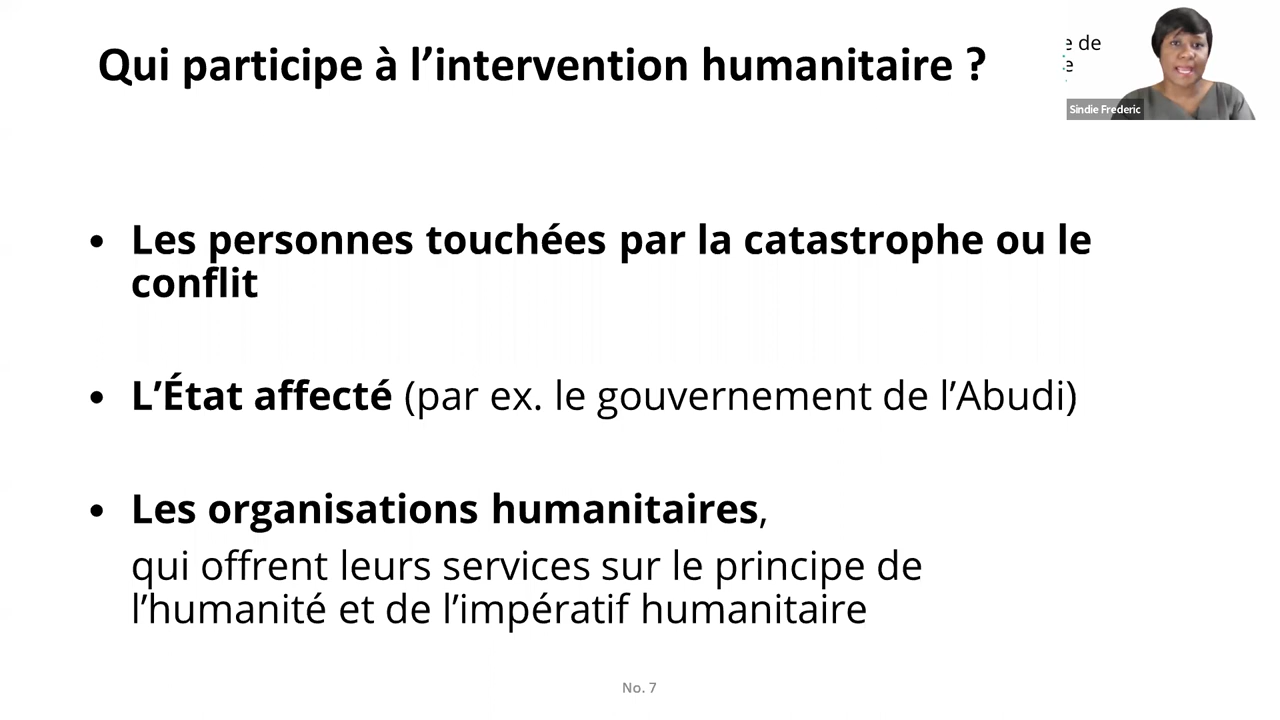 Qui participe à l’intervention humanitaire ?
e de
e
Sindie Frederic
• Les personnes touchées par la catastrophe ou le
conflit
• L’État affecté (par ex. le gouvernement de l’Abudi)
• Les organisations humanitaires,
qui offrent leurs services sur le principe de
l’humanité et de l’impératif humanitaire
No. 7